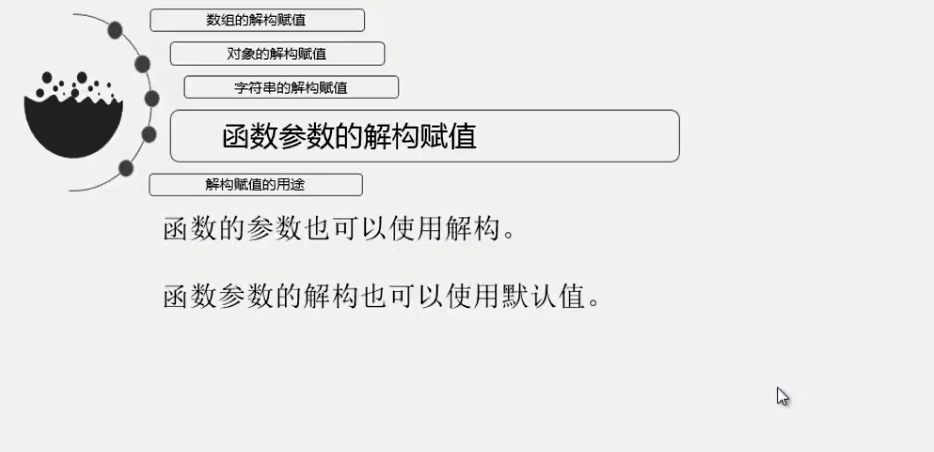 数组的解构赋值
对象的解构赋值
字符串的解构赋值
函数参数的解构赋值
解构赋值的用途
函数的参数也可以使用解构。
函数参数的解构也可以使用默认值。